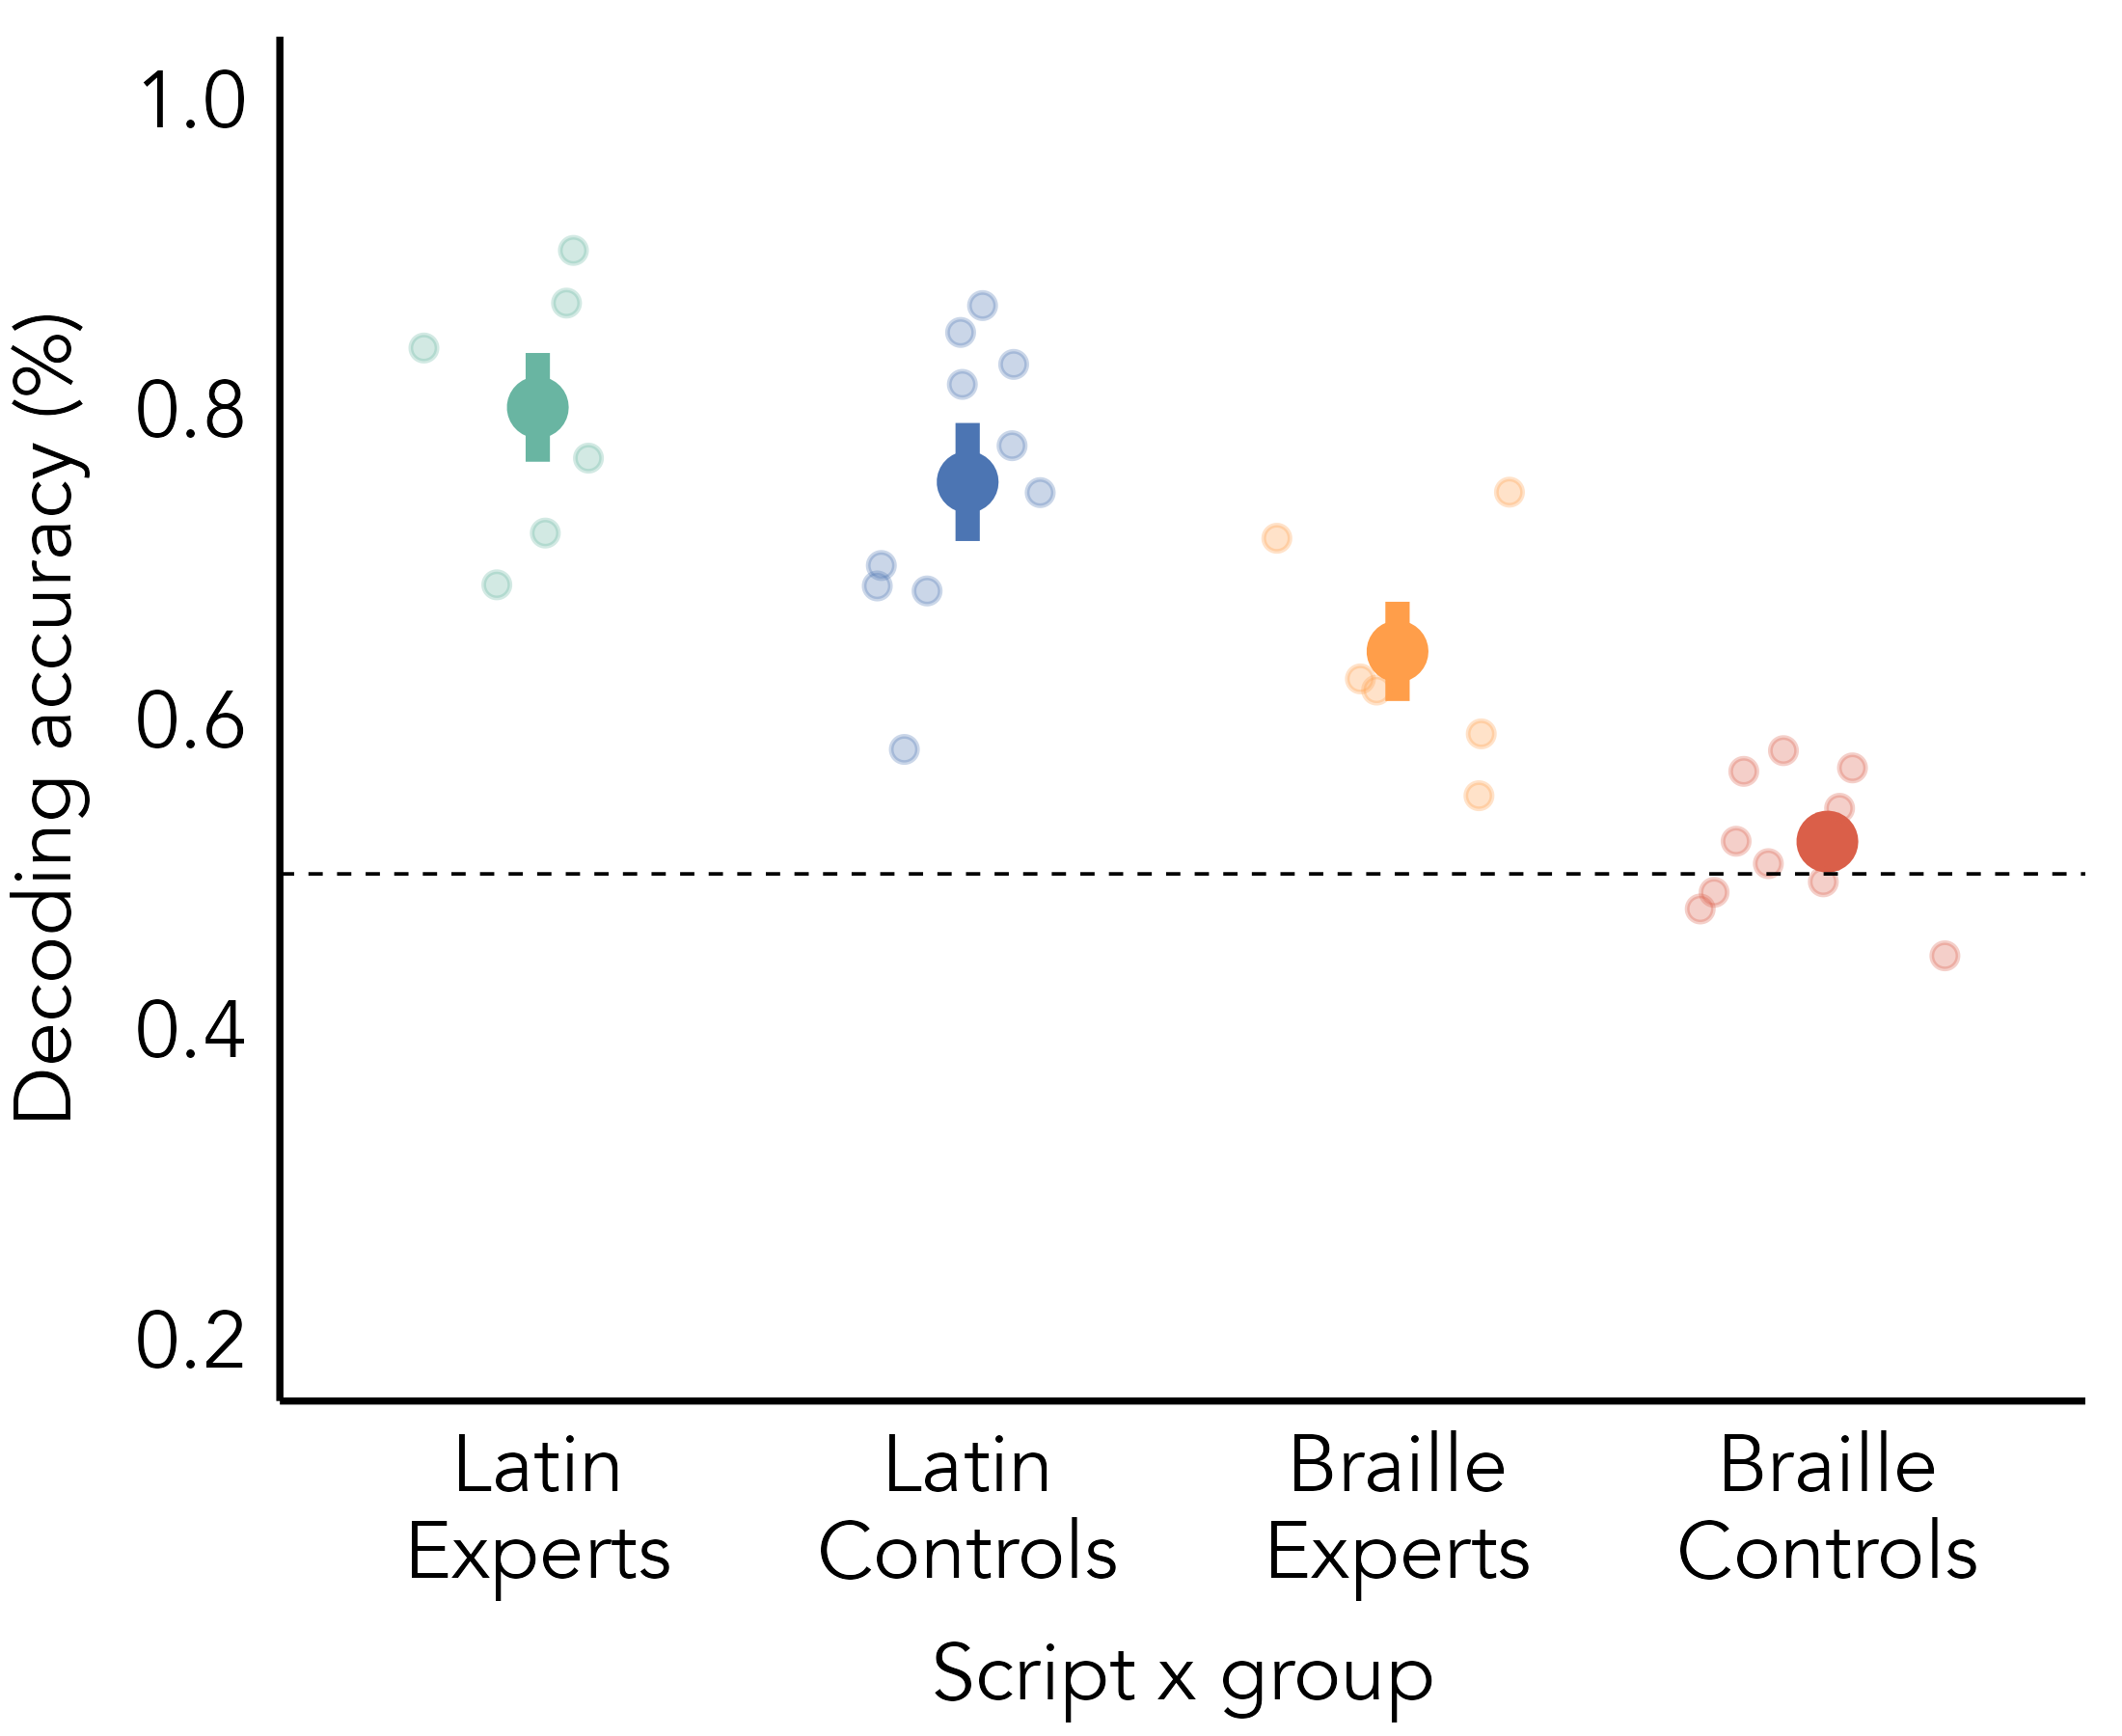 Decoding accuracy (%)
1.0
0.8
0.6
0.4
0.2
Latin
Experts
Latin
Controls
Braille
Experts
Braille
Controls
Script x group